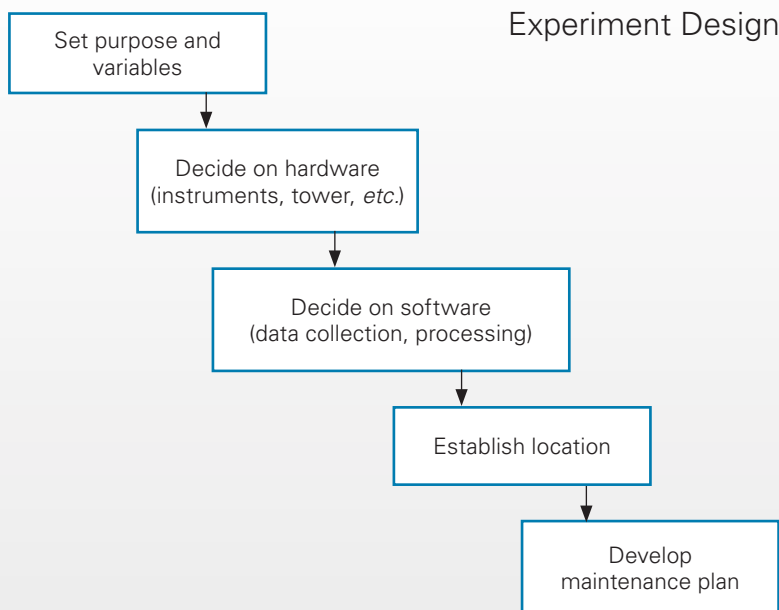 Experiment Design
Set purpose and
variables
Decide on hardware
(instruments, tower, etc.)
Decide on software
(data collection, processing)
Establish location
Develop
maintenance plan